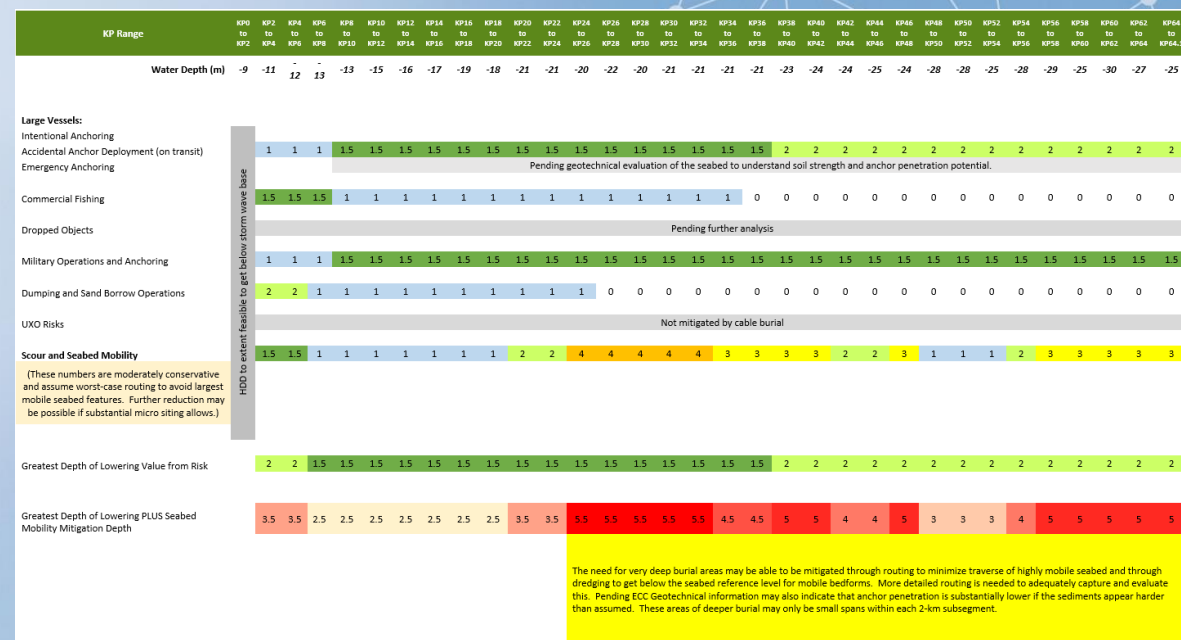 KP Range
KP0 KP2 KP4 KP6 KP8 KP10 KP12 KP14 KP16 KP18 KP20 KP22 KP24 KP26 KP28 KP30 KP32 KP34 KP36 KP38 KP40 KP42 KP44 KP46 KP48 KP50 KP52 KP54 KP56 KP58 KP60 KP62 KP64
to to to to to to to to to to to to to to to to to to to to to to to to to to to to to to to to to
KP2 KP4 KP6 KP8 KP10 KP12 KP14 KP16 KP18 KP20 KP22 KP24 KP26 KP28 KP30 KP32 KP34 KP36 KP38 KP40 KP42 KP44 KP46 KP48 KP50 KP52 KP54 KP56 KP58 KP60 KP62 KP64
Water Depth (m) -9 -11 -12 -13 -13 -15 -16 -17 -19 -18 -21 -21 -20 -22 -20 -21 -21 -21 -21 -23 -24 -24 -25 -24 -28 -28 -25 -28 -29 -25 -30 -27 -25
HDD to extent feasible to get below storm wave base
Large Vessels:
Intentional Anchoring
Accidental Anchor Deployment (on transit) 1 1 1 1.5 1.5 1.5 1.5 1.5 1.5 1.5 1.5 1.5 1.5 1.5 1.5 1.5 1.5 1.5 2 2 2 2 2 2 2 2 2 2 2 2 2 2
Emergency Anchoring Pending geotechnical evaluation of the seabed to understand soil strength and anchor penetration potential.
Commercial Fishing 1.5 1.5 1.5 1 1 1 1 1 1 1 1 1 1 1 1 1 1 0 0 0 0 0 0 0 0 0 0 0 0 0 0 0
Dropped Objects Pending further analysis
Military Operations and Anchoring 1 1 1 1.5 1.5 1.5 1.5 1.5 1.5 1.5 1.5 1.5 1.5 1.5 1.5 1.5 1.5 1.5 1.5 1.5 1.5 1.5 1.5 1.5 1.5 1.5 1.5 1.5 1.5 1.5 1.5 1.5
Dumping and Sand Borrow Operations 2 2 1 1 1 1 1 1 1 1 1 1 0 0 0 0 0 0 0 0 0 0 0 0 0 0 0 0 0 0 0 0
UXO Risks Not mitigated by cable burial
Scour and Seabed Mobility 1.5 1.5 1 1 1 1 1 1 1 2 2 4 4 4 4 4 3 3 3 3 2 2 3 1 1 1 2 3 3 3 3 3
(These numbers are moderately conservative
and assume worst-case routing to avoid largest
mobile seabed features. Further reduction may
be possible if substantial micro siting allows.)
Greatest Depth of Lowering Value from Risk 2 2 1.5 1.5 1.5 1.5 1.5 1.5 1.5 1.5 1.5 1.5 1.5 1.5 1.5 1.5 1.5 1.5 2 2 2 2 2 2 2 2 2 2 2 2 2 2
Greatest Depth of Lowering PLUS Seabed
Mobility Mitigation Depth
3.5 3.5 2.5 2.5 2.5 2.5 2.5 2.5 2.5 3.5 3.5 5.5 5.5 5.5 5.5 5.5 4.5 4.5 5 5 4 4 5 3 3 3 4 5 5 5 5 5
The need for very deep burial areas may be able to be mitigated through routing to minimize traverse of highly mobile seabed and through
dredging to get below the seabed reference level for mobile bedforms. More detailed routing is needed to adequately capture and evaluate
this. Pending ECC Geotechnical information may also indicate that anchor penetration is substantially lower if the sediments appear harder
than assumed. These areas of deeper burial may only be small spans within each 2-km subsegment.